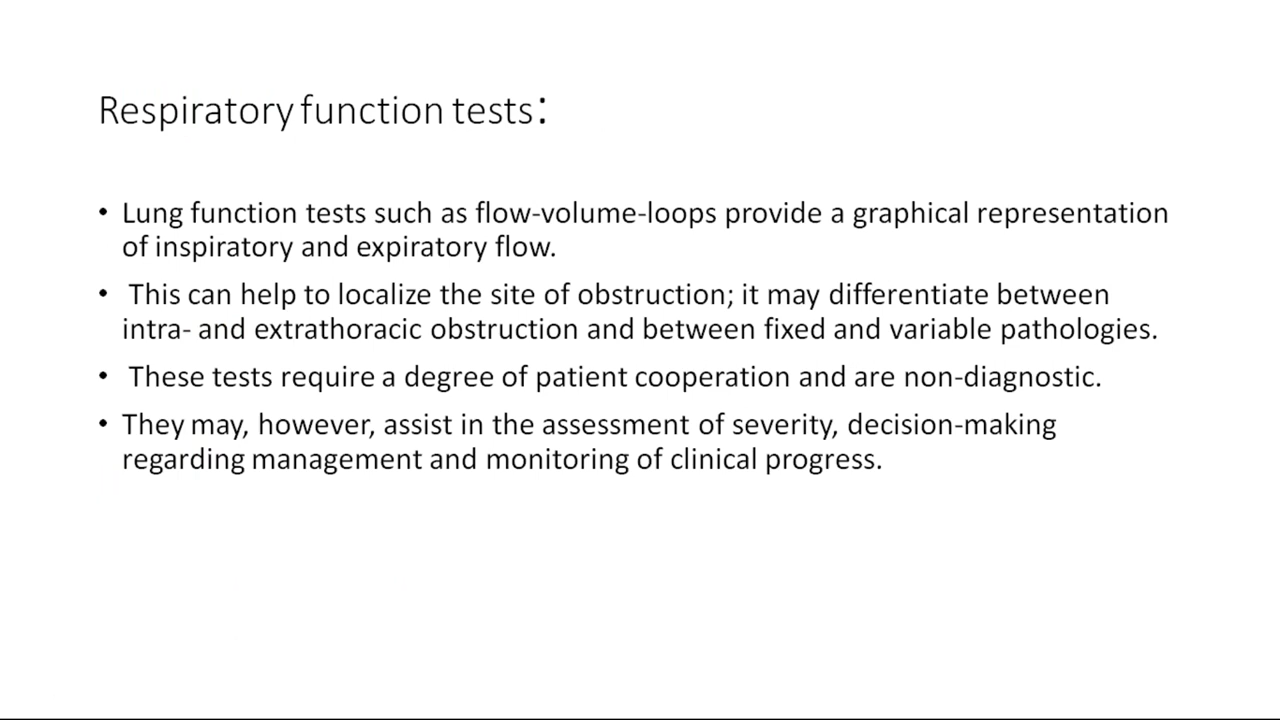 Respiratory function tests:
• Lung function tests such as flow-volume-loops provide a graphical representation
of inspiratory and expiratory flow.
• This can help to localize the site of obstruction; it may differentiate between
intra- and extrathoracic obstruction and between fixed and variable pathologies.
• These tests require a degree of patient cooperation and are non-diagnostic.
• They may, however, assist in the assessment of severity, decision-making
regarding management and monitoring of clinical progress.